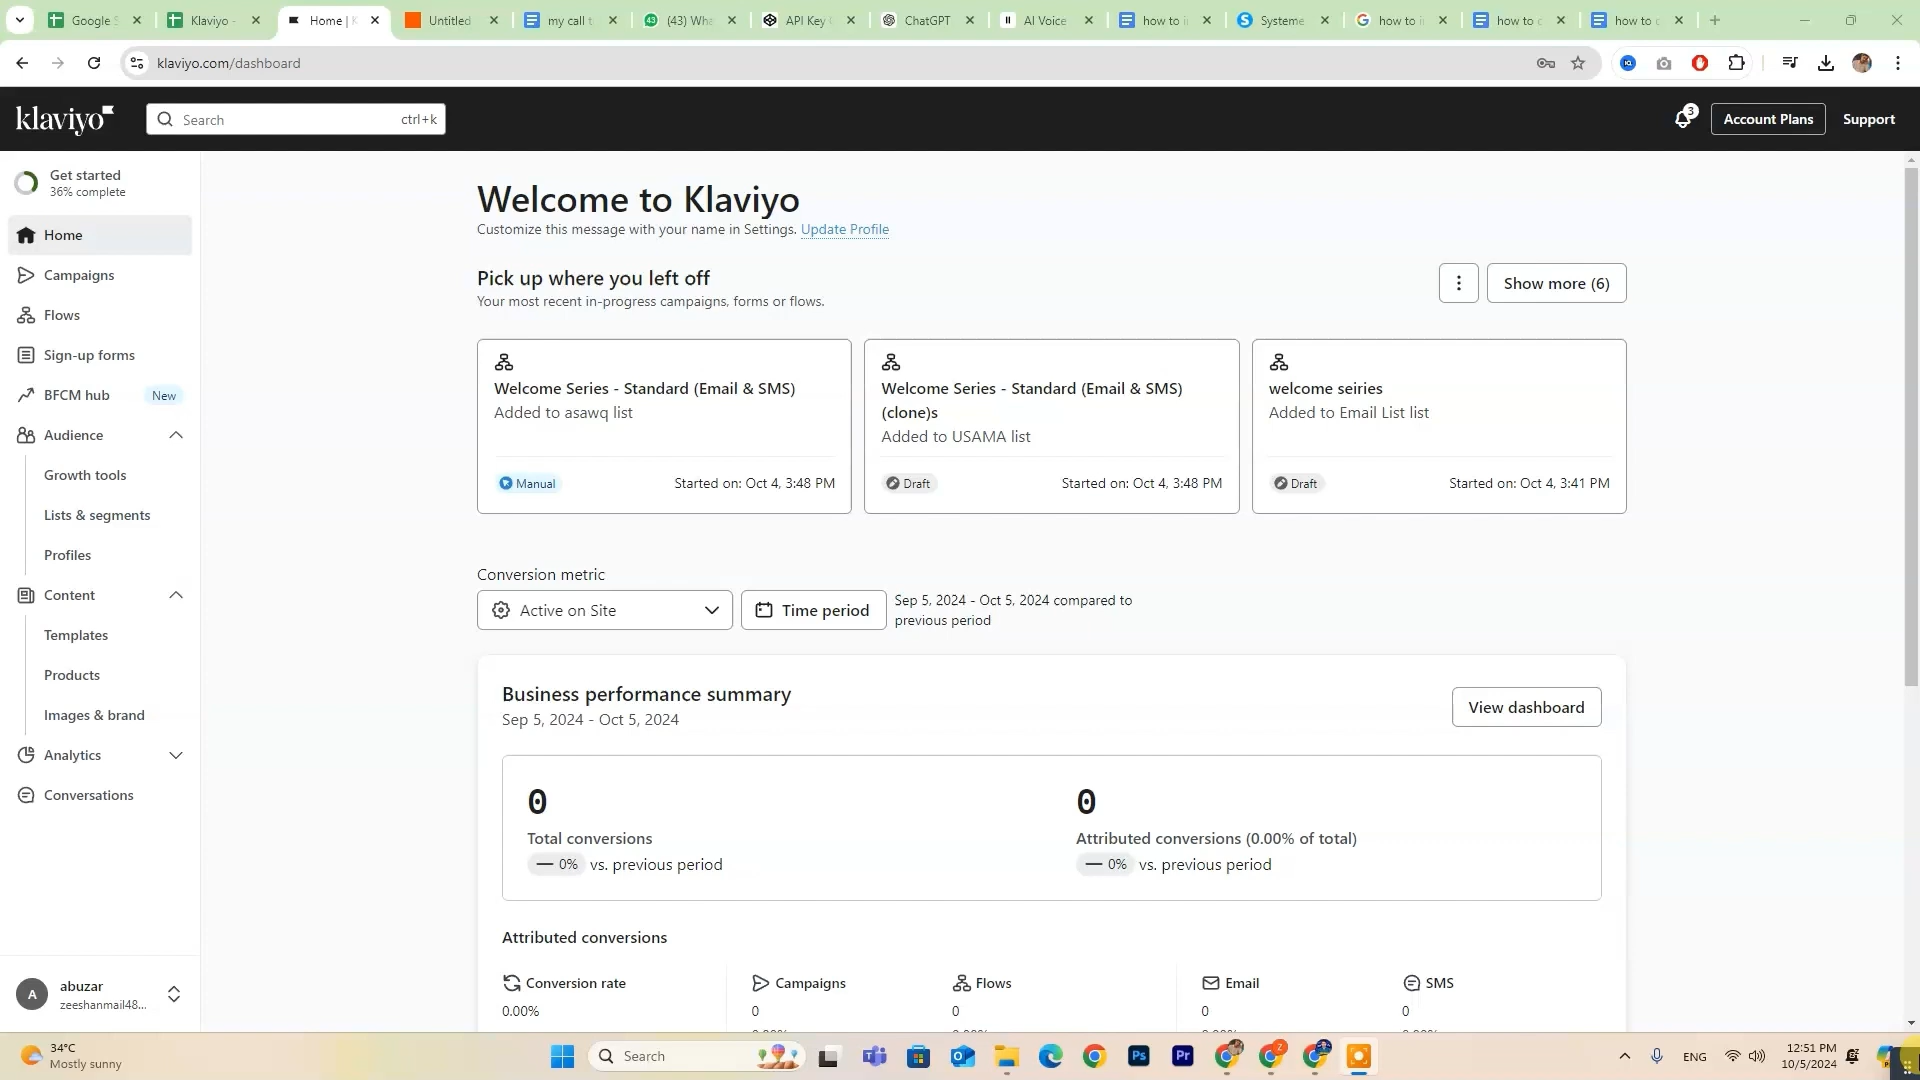 Google S
Klaviyo -
Home | K
Untitled
my call t
(43) Wha
API Key
ChatGPT
AI Voice
how to i
Systeme
how to i
how to c
how to c
klaviyo.com/dashboard
klaviyo
Search
ctrl+k
3
Account Plans
Support
Get started
36% complete
Home
Campaigns
Flows
Sign-up forms
BFCM hub
New
Audience
Growth tools
Lists & segments
Profiles
Content
Templates
Products
Images & brand
Analytics
Conversations
A
abuzar
zeeshanmail48...
Welcome to Klaviyo
Customize this message with your name in Settings. Update Profile
Pick up where you left off
Your most recent in-progress campaigns, forms or flows.
Show more (6)
Welcome Series - Standard (Email & SMS)
Added to asawq list
Manual
Started on: Oct 4, 3:48 PM
Welcome Series - Standard (Email & SMS)
(clone)s
Added to USAMA list
Draft
Started on: Oct 4, 3:48 PM
welcome seiries
Added to Email List list
Draft
Started on: Oct 4, 3:41 PM
Conversion metric
Active on Site
Time period
Sep 5, 2024 - Oct 5, 2024 compared to
previous period
Business performance summary
Sep 5, 2024 - Oct 5, 2024
View dashboard
0
Total conversions
0% vs. previous period
0
Attributed conversions (0.00% of total)
0% vs. previous period
Attributed conversions
Conversion rate
0.00%
Campaigns
0
Flows
0
Email
0
SMS
0
34°C
Mostly sunny
Search
Ps
Pr
2
ENG
12:51 PM
10/5/2024